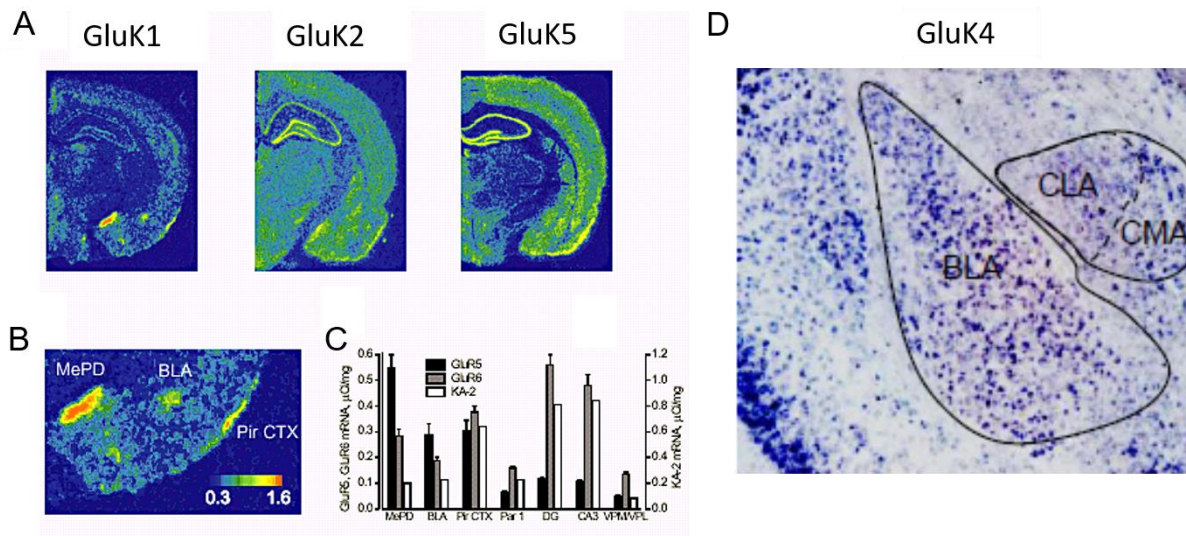 A
GluK1
GluK2
GluK5
B
MePD
BLA
Pir CTX
0.3
1.6
C
GluR5, GluR6 mRNA, µCi/mg
0.6
0.5
0.4
0.3
0.2
0.1
0.0
GluR5
GluR6
KA-2
1.2
1.0
0.8
0.6
0.4
0.2
0.0
KA-2 mRNA, µCi/mg
MePD
BLA
Pir CTX
Par 1
DG
CA3
VPM/VPL
D
GluK4
CLA
CMA
BLA